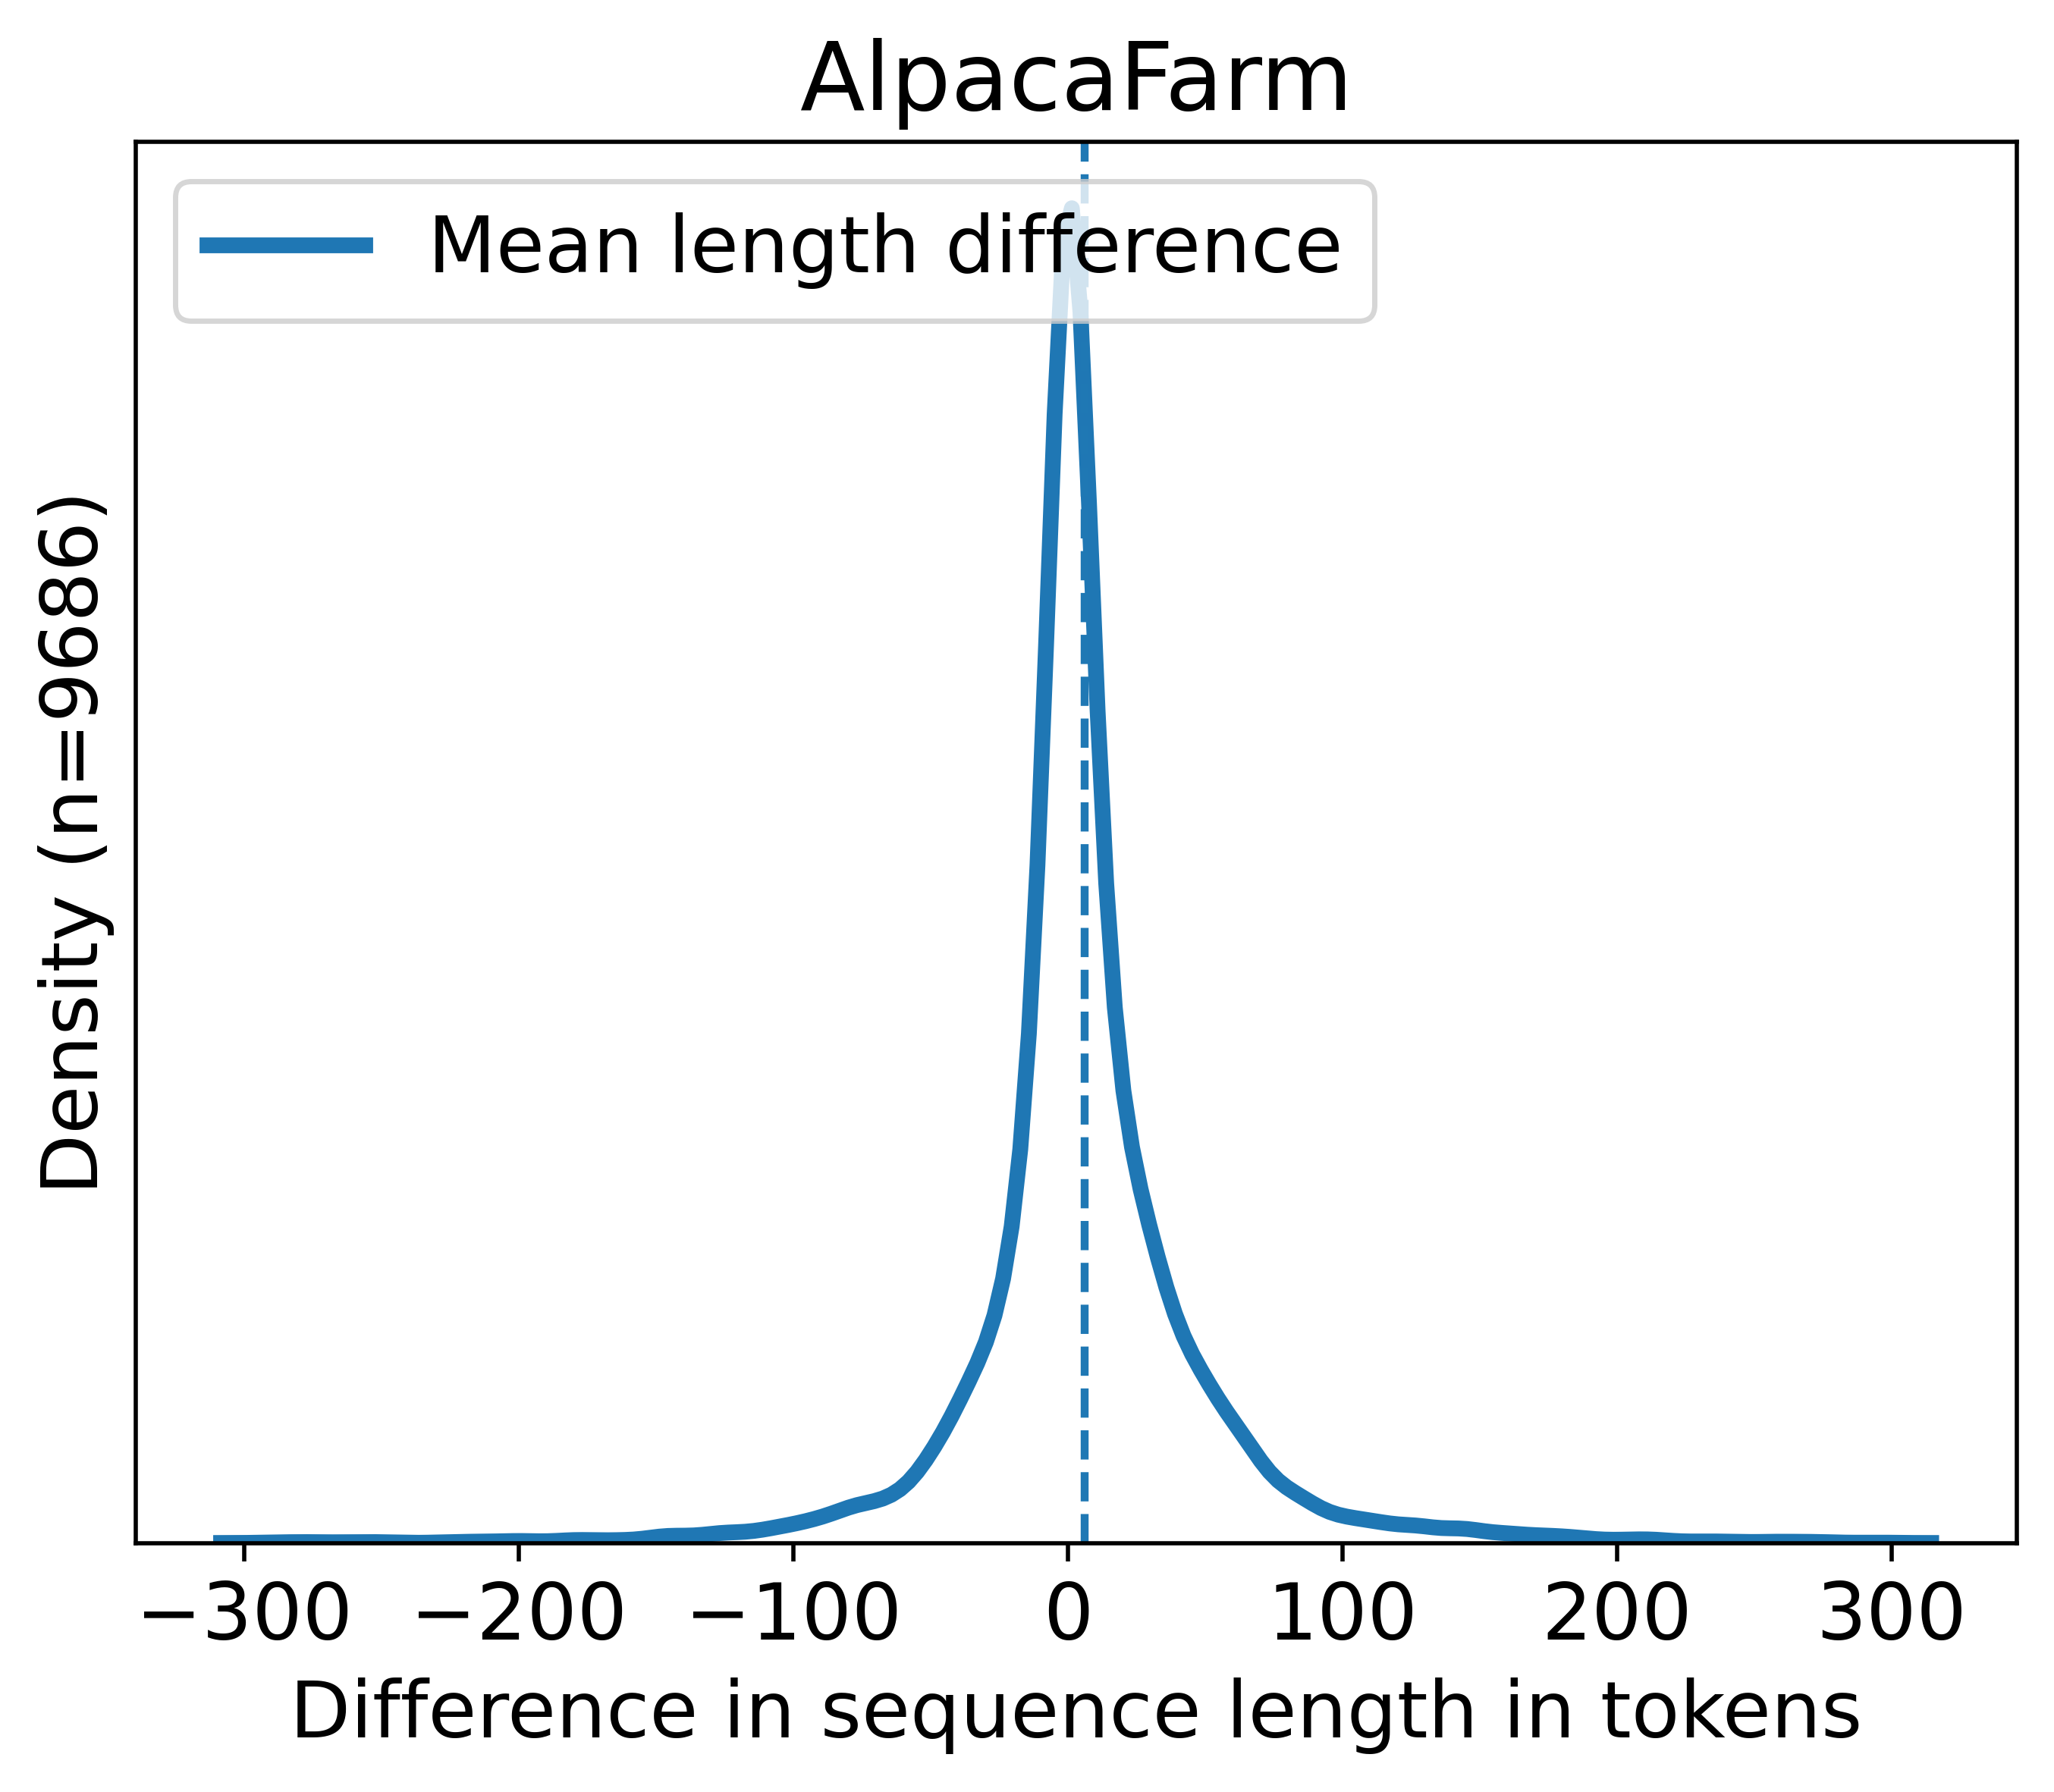 AlpacaFarm
Mean length difference
Density (n=9686)
−300 −200 −100 0 100 200 300
Difference in sequence length in tokens